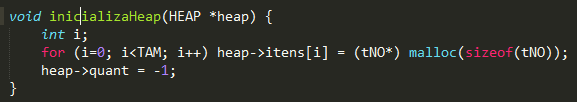 void inicializaHeap(HEAP *heap) {
    int i;
    for (i=0; i<TAM; i++) heap->itens[i] = (tNO*) malloc(sizeof(tNO));
    heap->quant = -1;
}